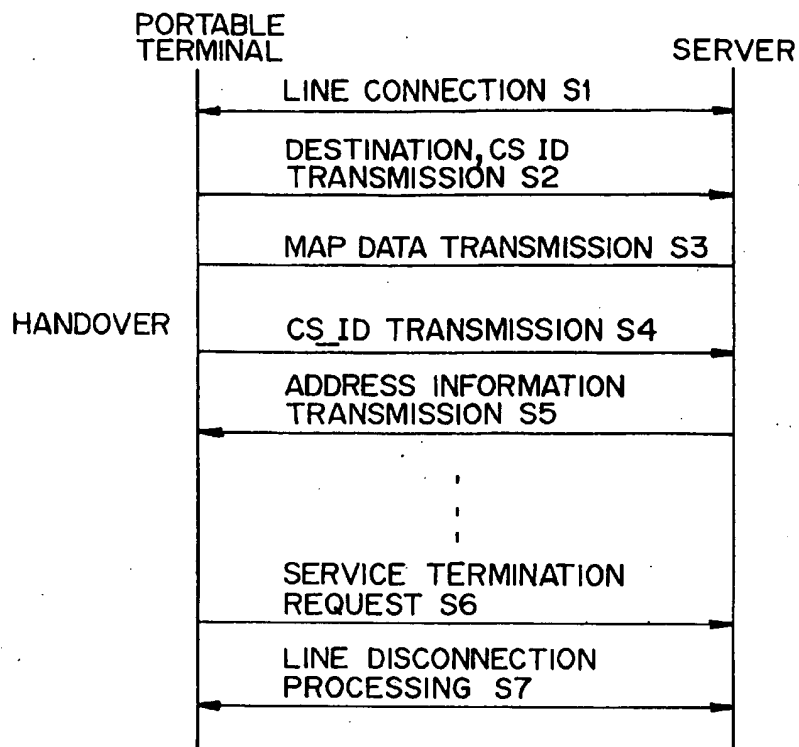 PORTABLE
TERMINAL
SERVER
LINE CONNECTION S1
DESTINATION, CS ID
TRANSMISSION S2
MAP DATA TRANSMISSION S3
HANDOVER
CS_ID TRANSMISSION S4
ADDRESS INFORMATION
TRANSMISSION S5
SERVICE TERMINATION
REQUEST S6
LINE DISCONNECTION
PROCESSING S7